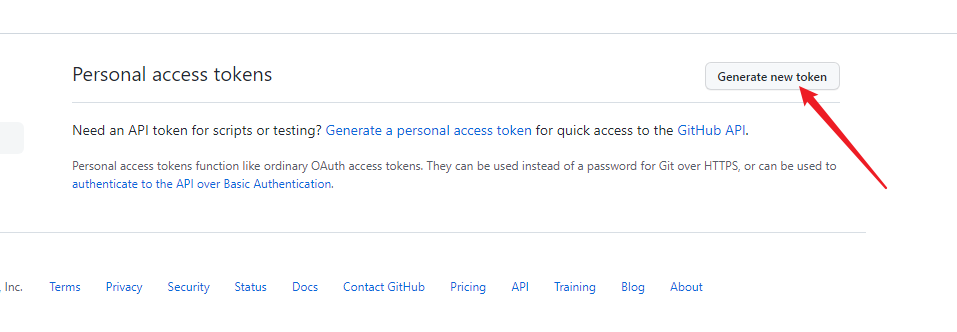 Personal access tokens
Generate new token
Need an API token for scripts or testing? Generate a personal access token for quick access to the GitHub API.
Personal access tokens function like ordinary OAuth access tokens. They can be used instead of a password for Git over HTTPS, or can be used to
authenticate to the API over Basic Authentication.
, Inc. Terms Privacy Security Status Docs Contact GitHub Pricing API Training Blog About